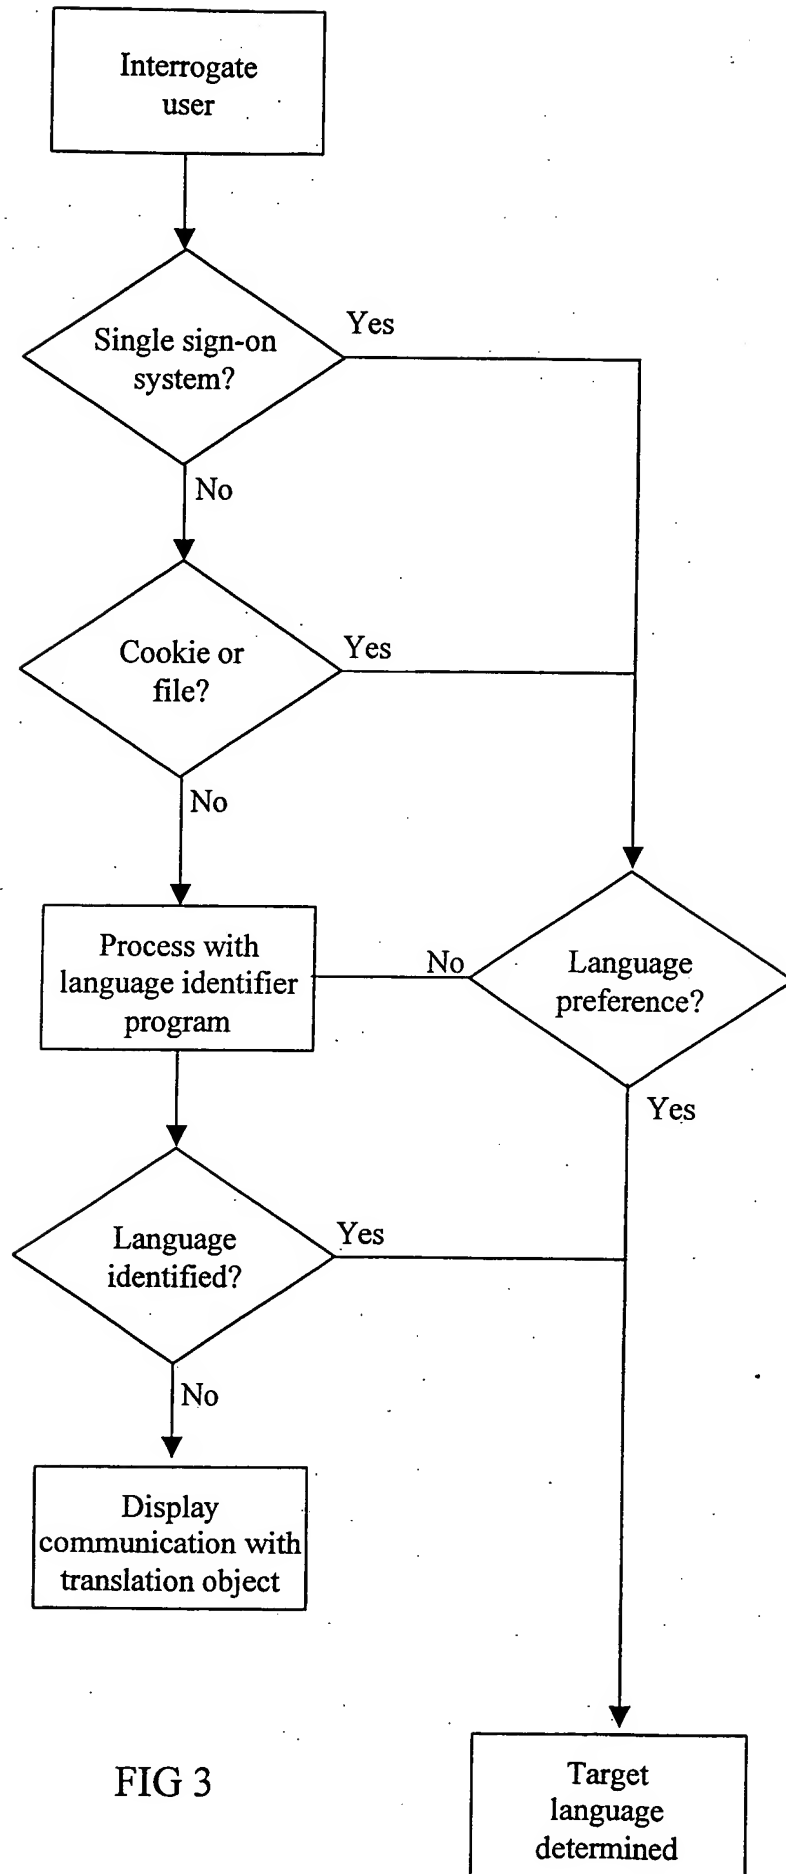 Interrogate
user
Single sign-on
system?
Yes
No
Cookie or
file?
Yes
No
Process with
language identifier
program
No
Language
preference?
Yes
Language
identified?
Yes
No
Display
communication with
translation object
FIG 3
Target
language
determined